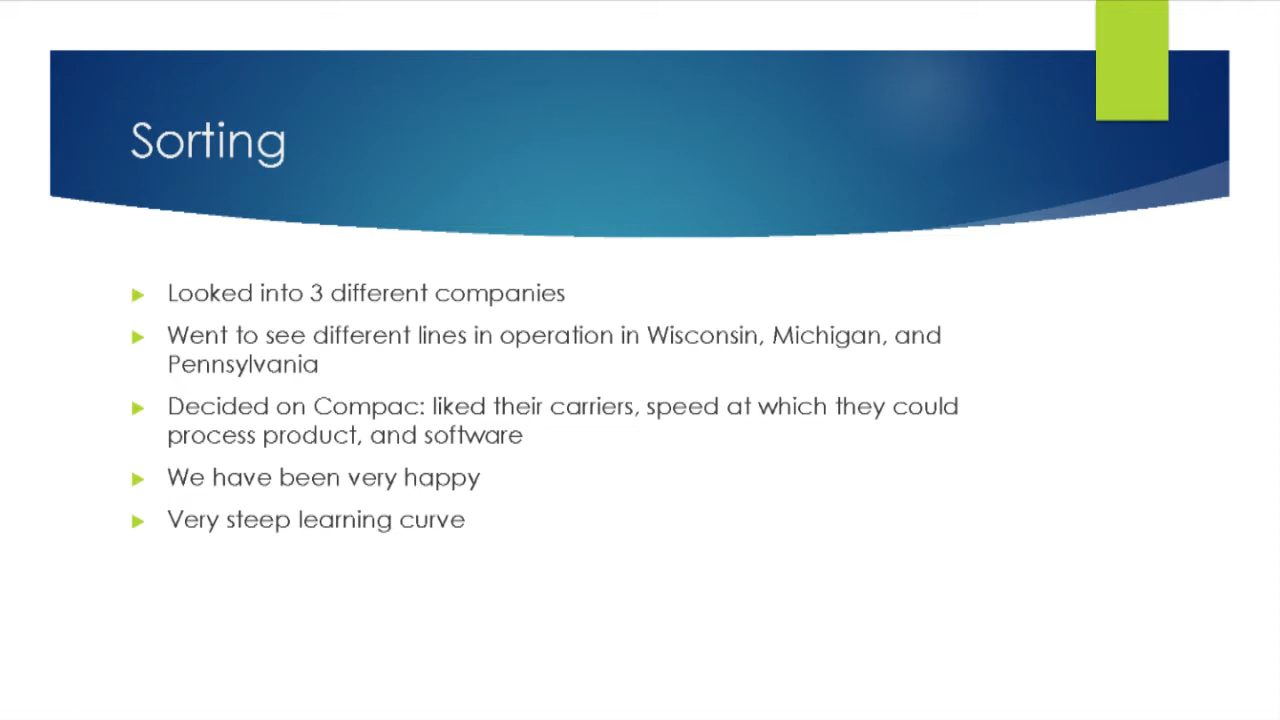 Sorting
Looked into 3 different companies
Went to see different lines in operation in Wisconsin, Michigan, and
Pennsylvania
Decided on Compac: liked their carriers, speed at which they could
process product, and software
We have been very happy
Very steep learning curve